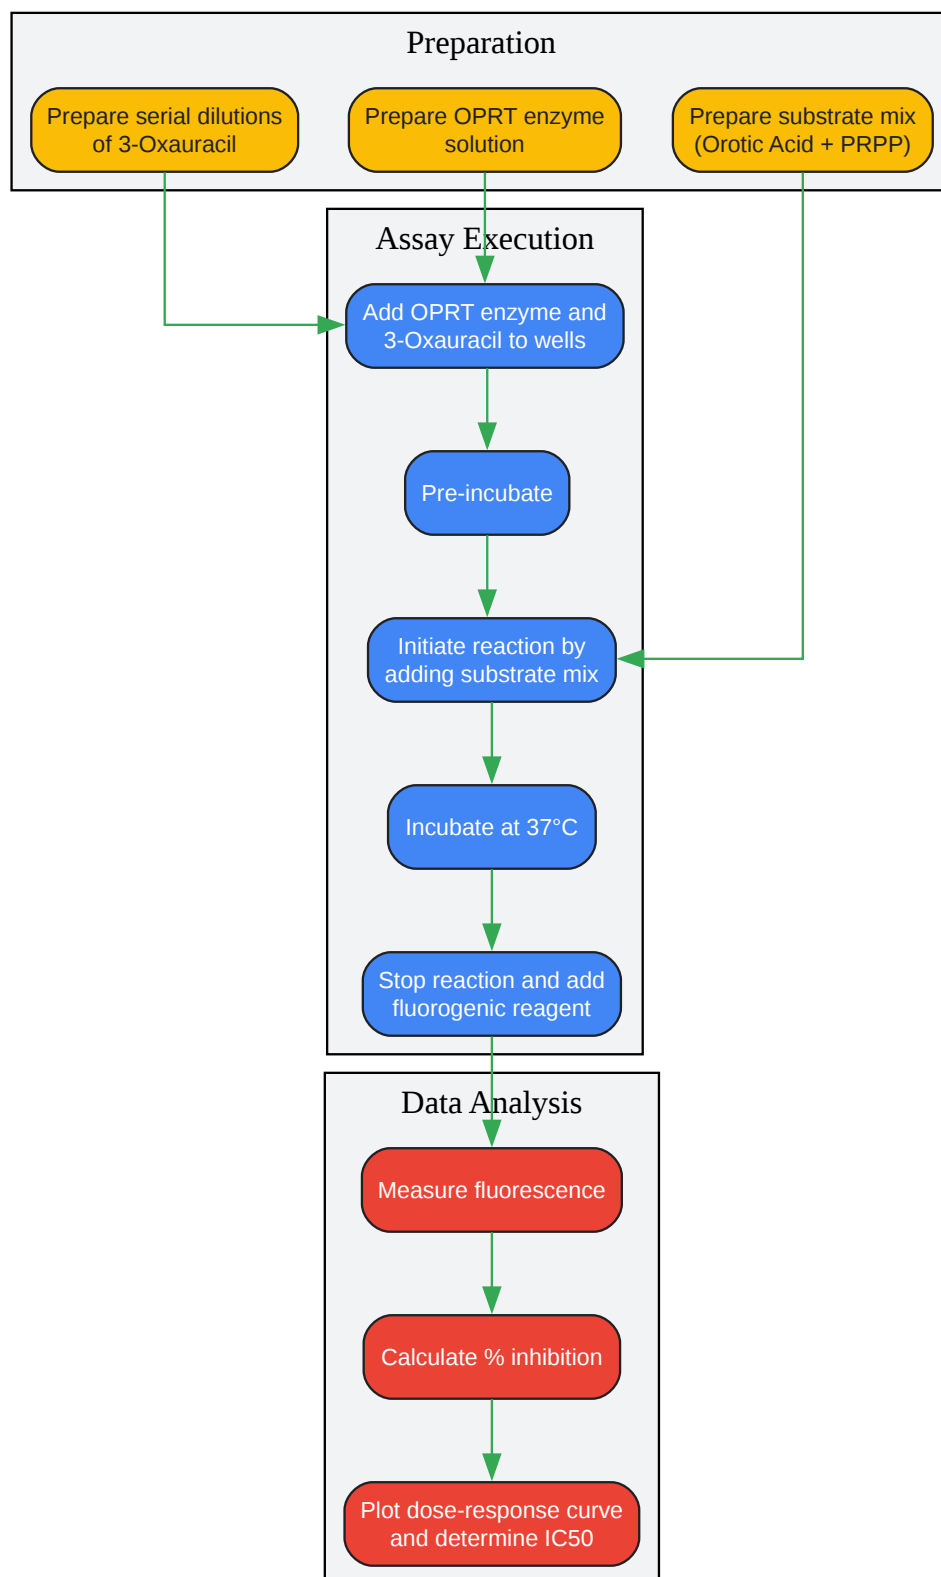 Preparation
Prepare serial dilutions
of 3-Oxauracil
Prepare OPRT enzyme
solution
Prepare substrate mix
(Orotic Acid + PRPP)
Assay Execution
Add OPRT enzyme and
3-Oxauracil to wells
Pre-incubate
Initiate reaction by
adding substrate mix
Incubate at 37°C
Stop reaction and add
fluorogenic reagent
Data Analysis
Measure fluorescence
Calculate % inhibition
Plot dose-response curve
and determine IC50